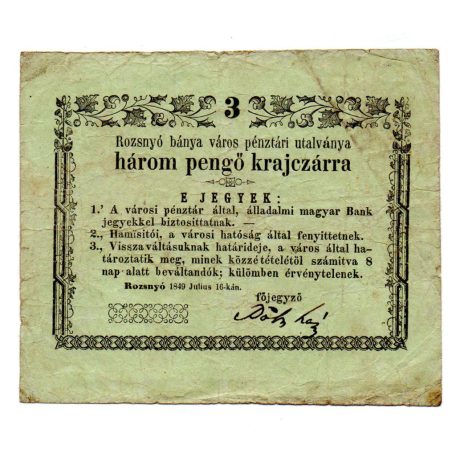 3
Rozsnyó bánya város pénztári utalványa
három pengő krajczárra
E JEGYEK:
1.' A városi pénztár által, álladalmi magyar Bank
jegyekkel biztosittatnak.
2., Hamisitói, a városi hatóság által fenyittetnek.
3., Visszaváltásuknak határideje, a város által ha-
tároztatik meg, minek közzétételétől számitva 8
nap alatt beváltandók; külömben érvénytelenek.
Rozsnyó 1849 Julius 16-kán.
főjegyző